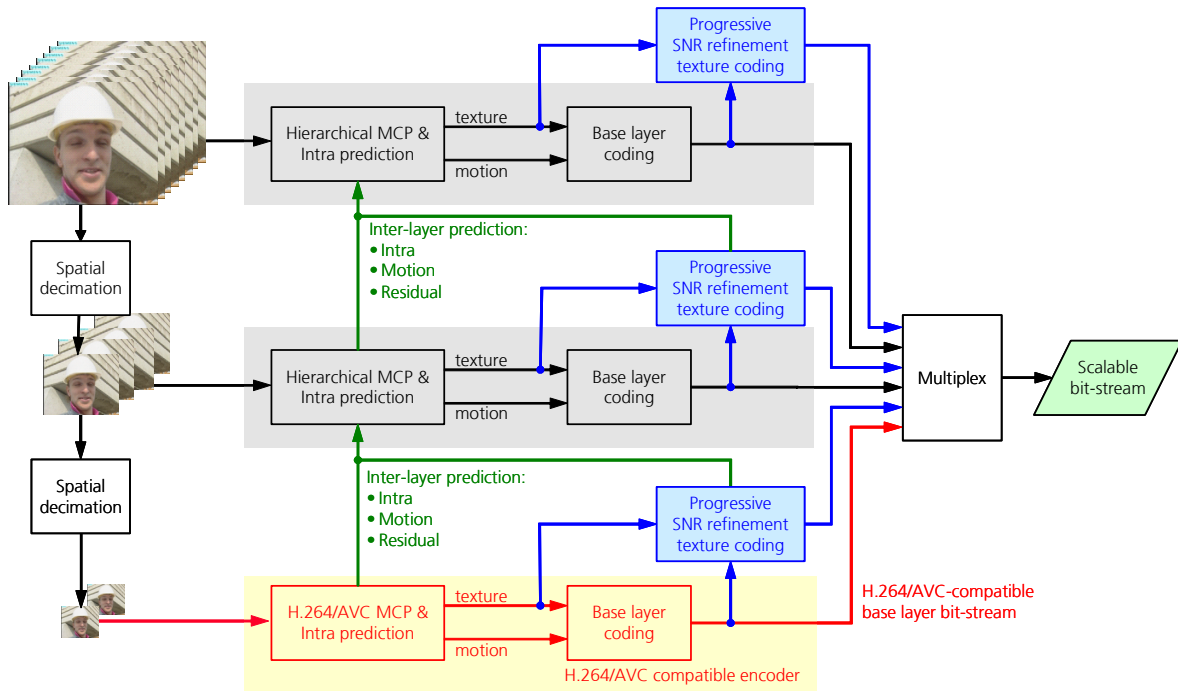 Progressive
SNR refinement
texture coding
Hierarchical MCP &
Intra prediction
texture
motion
Base layer
coding
Inter-layer prediction:
• Intra
• Motion
• Residual
Spatial
decimation
Progressive
SNR refinement
texture coding
Hierarchical MCP &
Intra prediction
texture
motion
Base layer
coding
Multiplex
Scalable
bit-stream
Spatial
decimation
Inter-layer prediction:
• Intra
• Motion
• Residual
Progressive
SNR refinement
texture coding
H.264/AVC MCP &
Intra prediction
texture
motion
Base layer
coding
H.264/AVC-compatible
base layer bit-stream
H.264/AVC compatible encoder